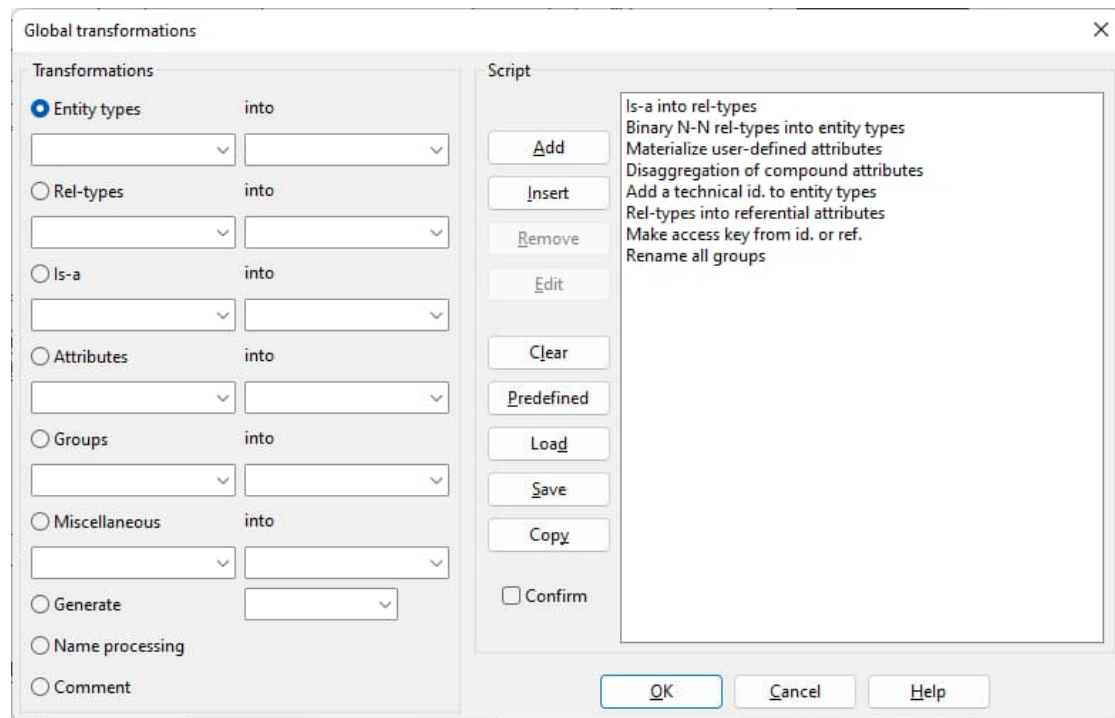 Global transformations
Transformations
Entity types into
Rel-types into
Is-a into
Attributes into
Groups into
Miscellaneous into
Generate
Name processing
Comment
Script
Add
Insert
Remove
Edit
Clear
Predefined
Load
Save
Copy
Confirm
Is-a into rel-types
Binary N-N rel-types into entity types
Materialize user-defined attributes
Disaggregation of compound attributes
Add a technical id. to entity types
Rel-types into referential attributes
Make access key from id. or ref.
Rename all groups
OK Cancel Help